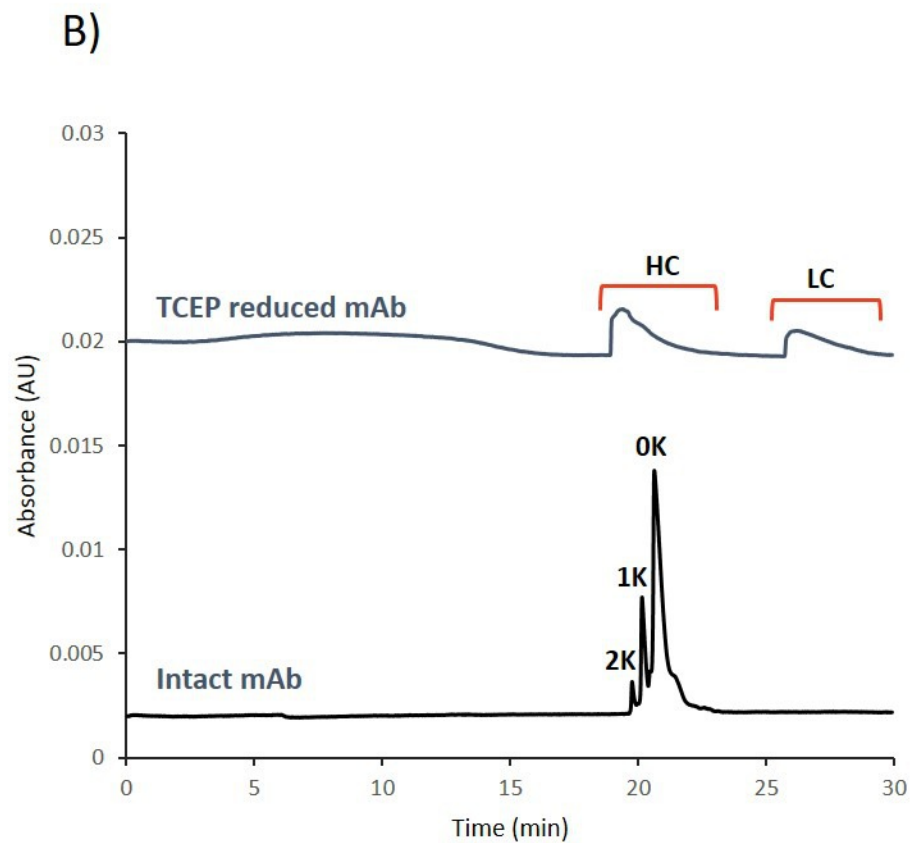 B)
0.03
0.025
HC
LC
TCEP reduced mAb
0.02
0K
0.015
Absorbance (AU)
0.01
1K
0.005
2K
Intact mAb
0
0
5
10
15
20
25
30
Time (min)